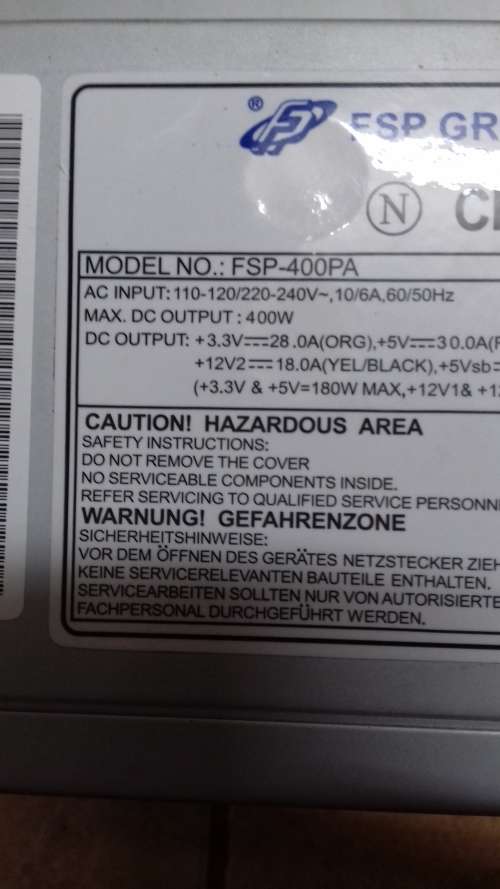 ® FSP GR
N C
MODEL NO.: FSP-400PA
AC INPUT: 110-120/220-240V~,10/6A,60/50Hz
MAX. DC OUTPUT : 400W
DC OUTPUT: +3.3V⎓28.0A(ORG),+5V⎓30.0A(R
+12V2⎓18.0A(YEL/BLACK),+5Vsb⎓
(+3.3V & +5V=180W MAX,+12V1& +12
CAUTION! HAZARDOUS AREA
SAFETY INSTRUCTIONS:
DO NOT REMOVE THE COVER
NO SERVICEABLE COMPONENTS INSIDE.
REFER SERVICING TO QUALIFIED SERVICE PERSONN
WARNUNG! GEFAHRENZONE
SICHERHEITSHINWEISE:
VOR DEM ÖFFNEN DES GERÄTES NETZSTECKER ZIEH
KEINE SERVICERELEVANTEN BAUTEILE ENTHALTEN.
SERVICEARBEITEN SOLLTEN NUR VON AUTORISIERTE
FACHPERSONAL DURCHGEFÜHRT WERDEN.